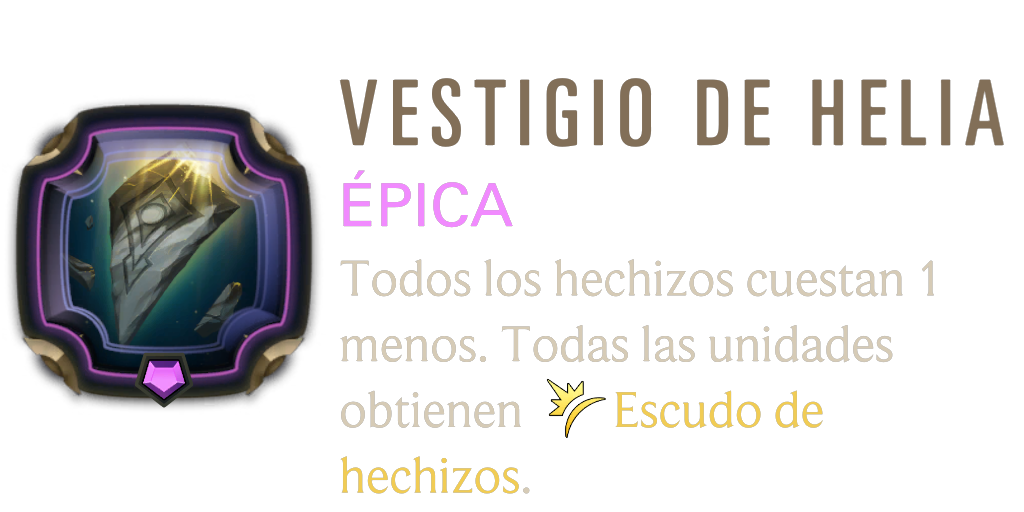 VESTIGIO DE HELIA
ÉPICA
Todos los hechizos cuestan 1
menos. Todas las unidades
obtienen Escudo de
hechizos.